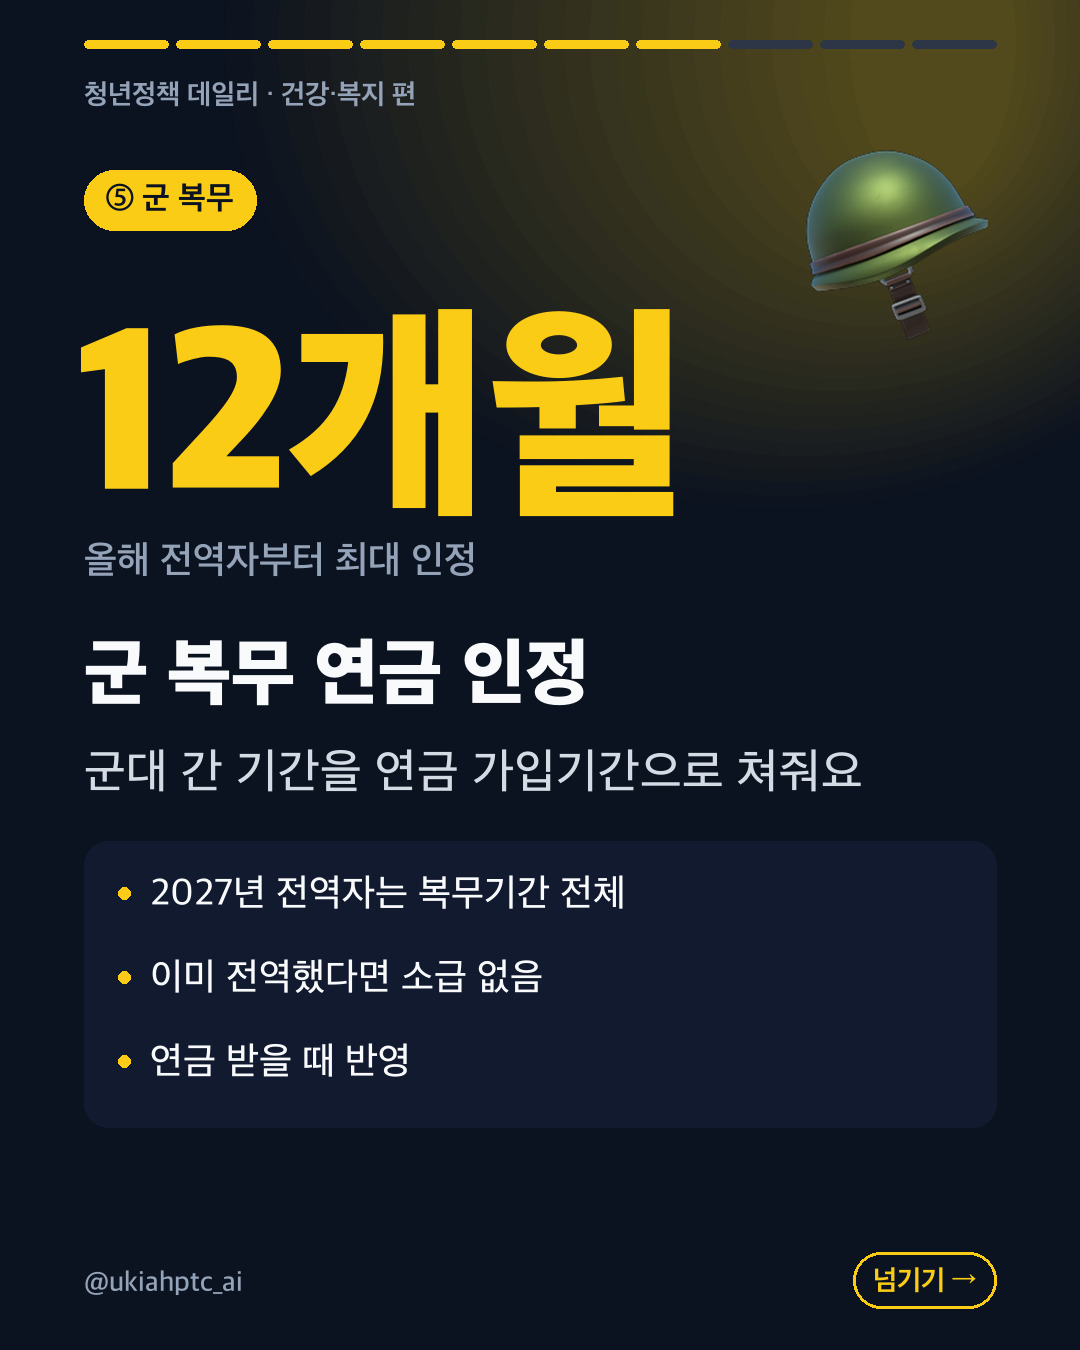 청년정책 데일리 · 건강·복지 편
⑤ 군 복무
12개월
올해 전역자부터 최대 인정
군 복무 연금 인정
군대 간 기간을 연금 가입기간으로 쳐줘요
• 2027년 전역자는 복무기간 전체
• 이미 전역했다면 소급 없음
• 연금 받을 때 반영
@ukiahptc_ai
넘기기 →